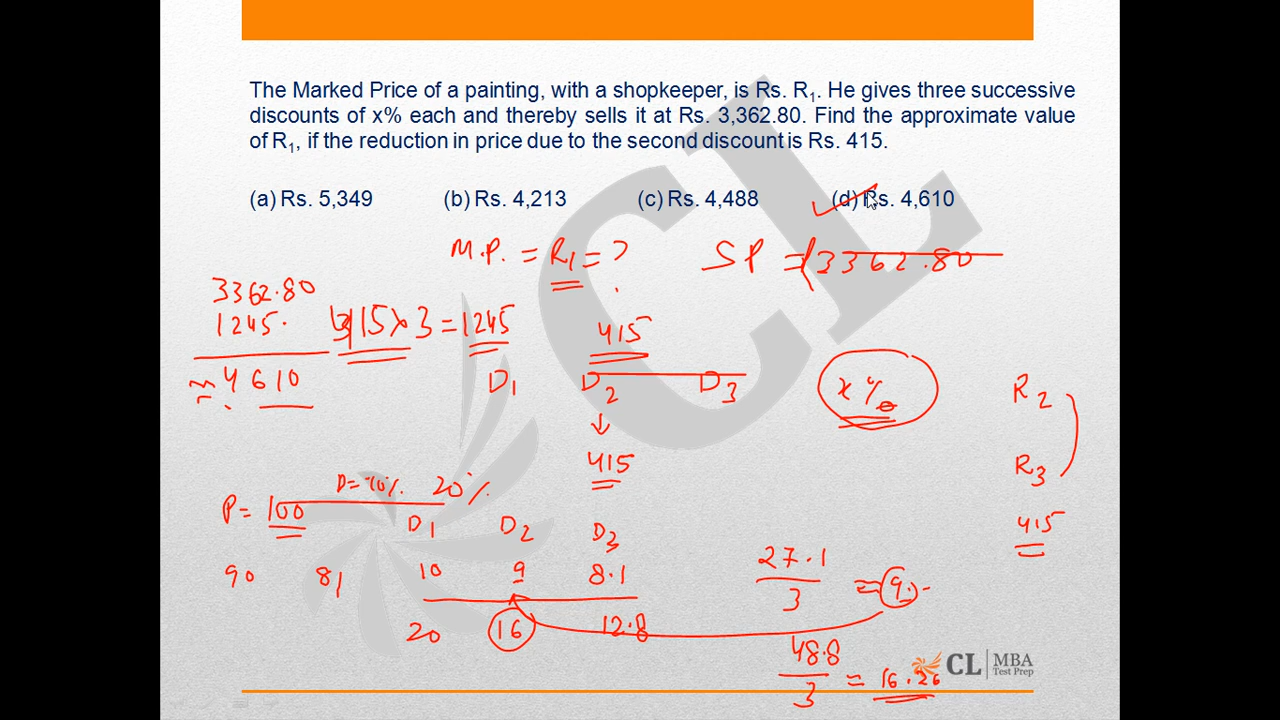 The Marked Price of a painting, with a shopkeeper, is Rs. R₁. He gives three successive
discounts of x% each and thereby sells it at Rs. 3,362.80. Find the approximate value
of R₁, if the reduction in price due to the second discount is Rs. 415.
(a) Rs. 5,349 (b) Rs. 4,213 (c) Rs. 4,488 (d) Rs. 4,610
M.P. = R₁ = ? SP = 3362.80
3362.80
1245. 415 × 3 = 1245 415
≈ 4610 D₁ D₂ D₃ x% R₂
415 R₃
P = 100 D = 10% 20% 415
D₁ D₂ D₃
90 81 10 9 8.1 27.1/3 = 9.
20 16 12.8
48.8/3 = 16.26
CL MBA
Test Prep